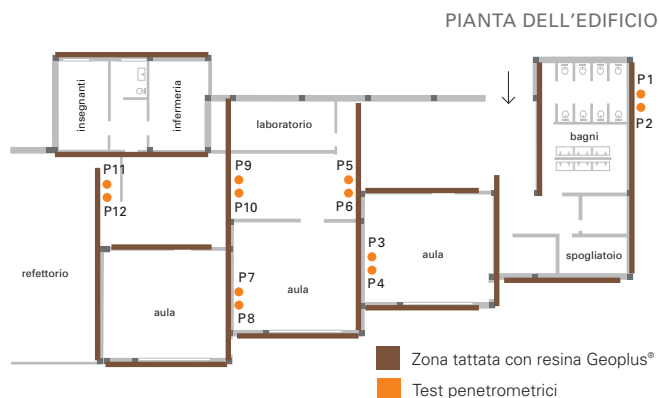 PIANTA DELL'EDIFICIO
insegnanti
infermeria
laboratorio
bagni
P1
P2
P11
P12
P9
P10
P5
P6
P3
P4
aula
spogliatoio
refettorio
aula
P7
P8
aula
Zona tattata con resina Geoplus®
Test penetrometrici